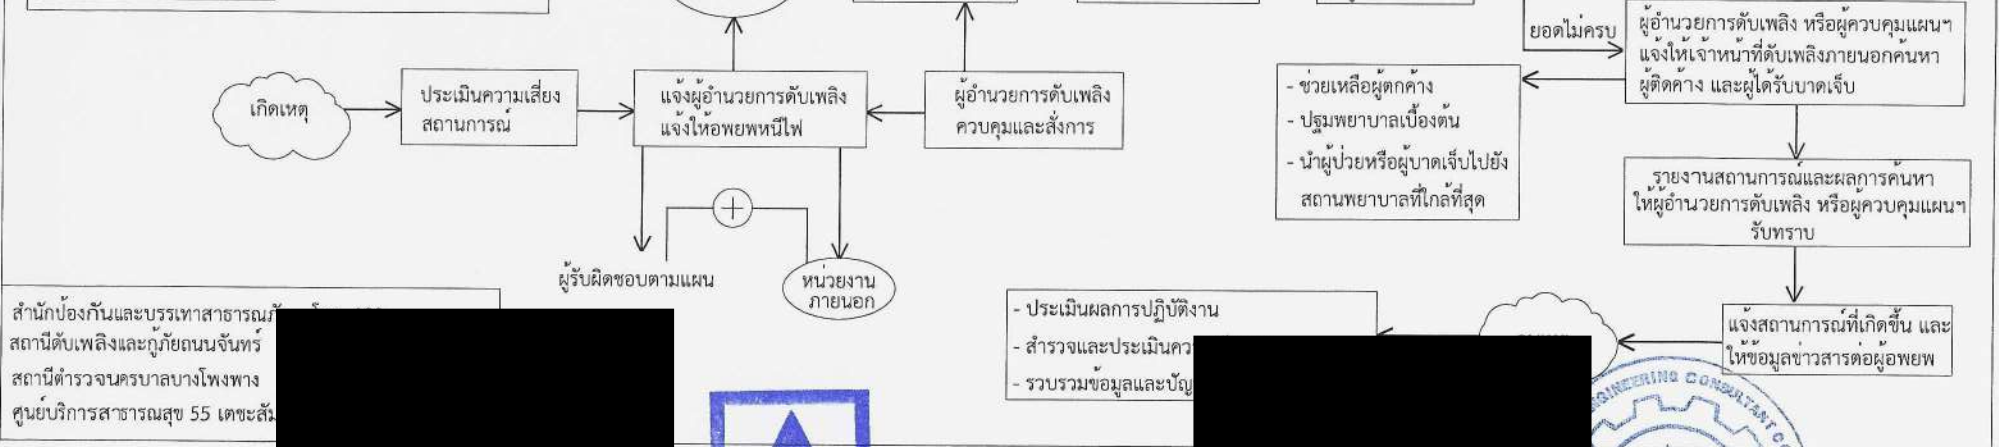 เกิดเหตุ
ประเมินความเสี่ยง
สถานการณ์
แจ้งผู้อำนวยการดับเพลิง
แจ้งให้อพยพหนีไฟ
ผู้อำนวยการดับเพลิง
ควบคุมและสั่งการ
ผู้รับผิดชอบตามแผน
หน่วยงาน
ภายนอก
ยอดไม่ครบ
ผู้อำนวยการดับเพลิง หรือผู้ควบคุมแผนฯ
แจ้งให้เจ้าหน้าที่ดับเพลิงภายนอกค้นหา
ผู้ติดค้าง และผู้ได้รับบาดเจ็บ
- ช่วยเหลือผู้ตกค้าง
- ปฐมพยาบาลเบื้องต้น
- นำผู้ป่วยหรือผู้บาดเจ็บไปยัง
สถานพยาบาลที่ใกล้ที่สุด
รายงานสถานการณ์และผลการค้นหา
ให้ผู้อำนวยการดับเพลิง หรือผู้ควบคุมแผนฯ
รับทราบ
แจ้งสถานการณ์ที่เกิดขึ้น และ
ให้ข้อมูลข่าวสารต่อผู้อพยพ
- ประเมินผลการปฏิบัติงาน
- สำรวจและประเมิน
- รวบรวมข้อมูลและ
สำนักป้องกันและบรรเทาสาธารณ
สถานีดับเพลิงและกู้ภัยถนนจันทร์
สถานีตำรวจนครบาลบางโพงพาง
ศูนย์บริการสาธารณสุข 55 เตชะสัม
ENGINEERING CONSULTANT